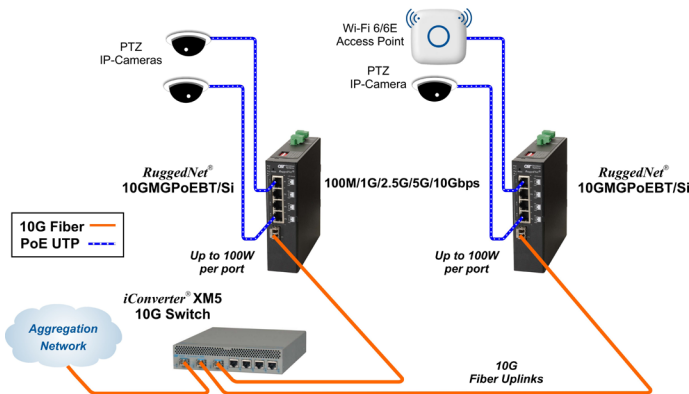 PTZ
IP-Cameras
Wi-Fi 6/6E
Access Point
PTZ
IP-Camera
RuggedNet®
10GMGPoEBT/Si
100M/1G/2.5G/5G/10Gbps
RuggedNet®
10GMGPoEBT/Si
10G Fiber
PoE UTP
Up to 100W
per port
Up to 100W
per port
iConverter® XM5
10G Switch
Aggregation
Network
10G
Fiber Uplinks